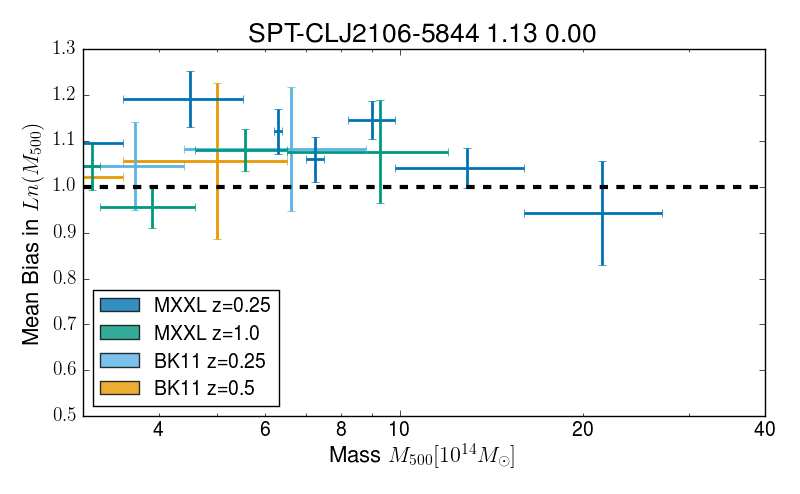 SPT-CLJ2106-5844 1.13 0.00
1.3
1.2
1.1
1.0
0.9
0.8
0.7
0.6
0.5
Mean Bias in Ln(M500)
MXXL z=0.25
MXXL z=1.0
BK11 z=0.25
BK11 z=0.5
4 6 8 10 20 40
Mass M500[10^14 M⊙]